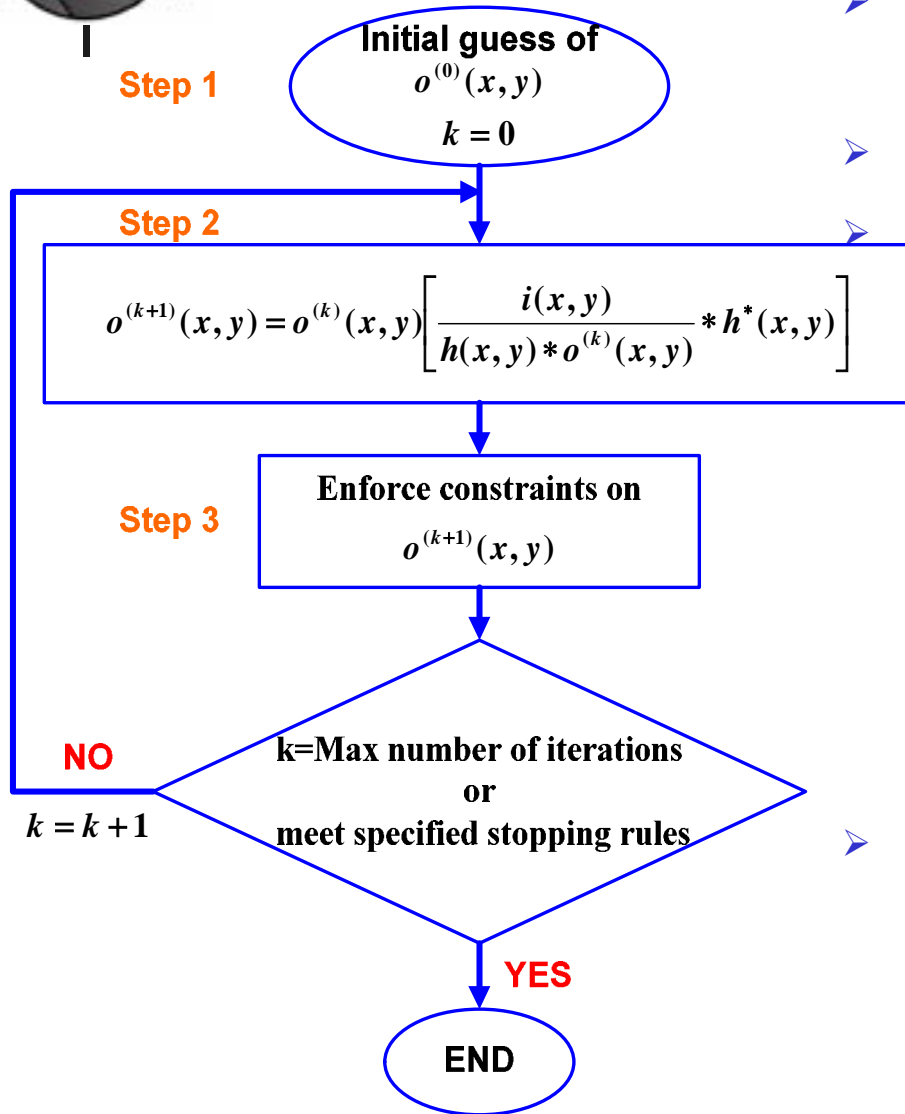 I
Initial guess of
o^{(0)}(x, y)
k = 0
Step 1
Step 2
o^{(k+1)}(x, y) = o^{(k)}(x, y)[\frac{i(x, y)}{h(x, y) * o^{(k)}(x, y)} * h^{*}(x, y)]
Step 3
Enforce constraints on
o^{(k+1)}(x, y)
k=Max number of iterations
or
meet specified stopping rules
NO
k = k + 1
YES
END